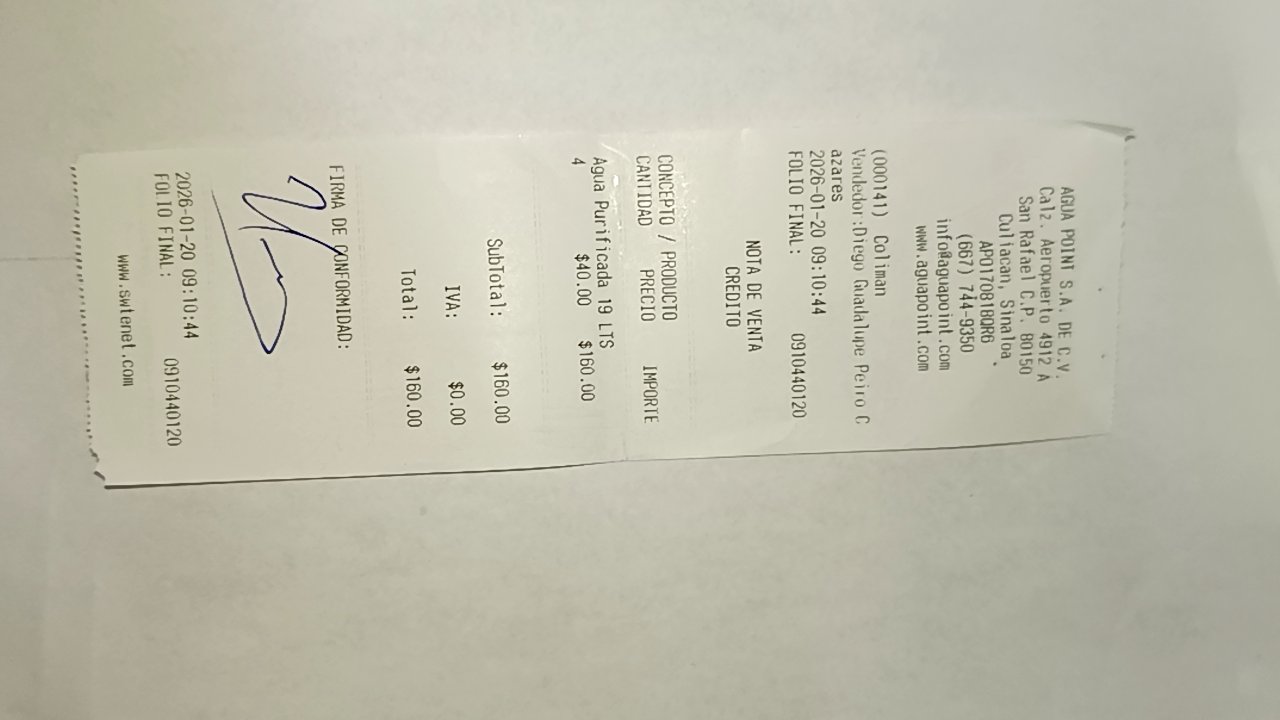 AGUA POINT S.A. DE C.V.
Calz. Aeropuerto 4912 A
San Rafael C.P. 80150
Culiacan, Sinaloa.
APO170818QR6
(667) 744-9350
info@aguapoint.com
www.aguapoint.com
(000141) Coliman
Vendedor:Diego Guadalupe Peiro C
azares
2026-01-20 09:10:44 0910440120
FOLIO FINAL:
NOTA DE VENTA
CREDITO
CONCEPTO / PRODUCTO
CANTIDAD PRECIO IMPORTE
Agua Purificada 19 LTS
4 $40.00 $160.00
SubTotal: $160.00
IVA: $0.00
Total: $160.00
FIRMA DE CONFORMIDAD:
2026-01-20 09:10:44 0910440120
FOLIO FINAL:
www.swtenet.com